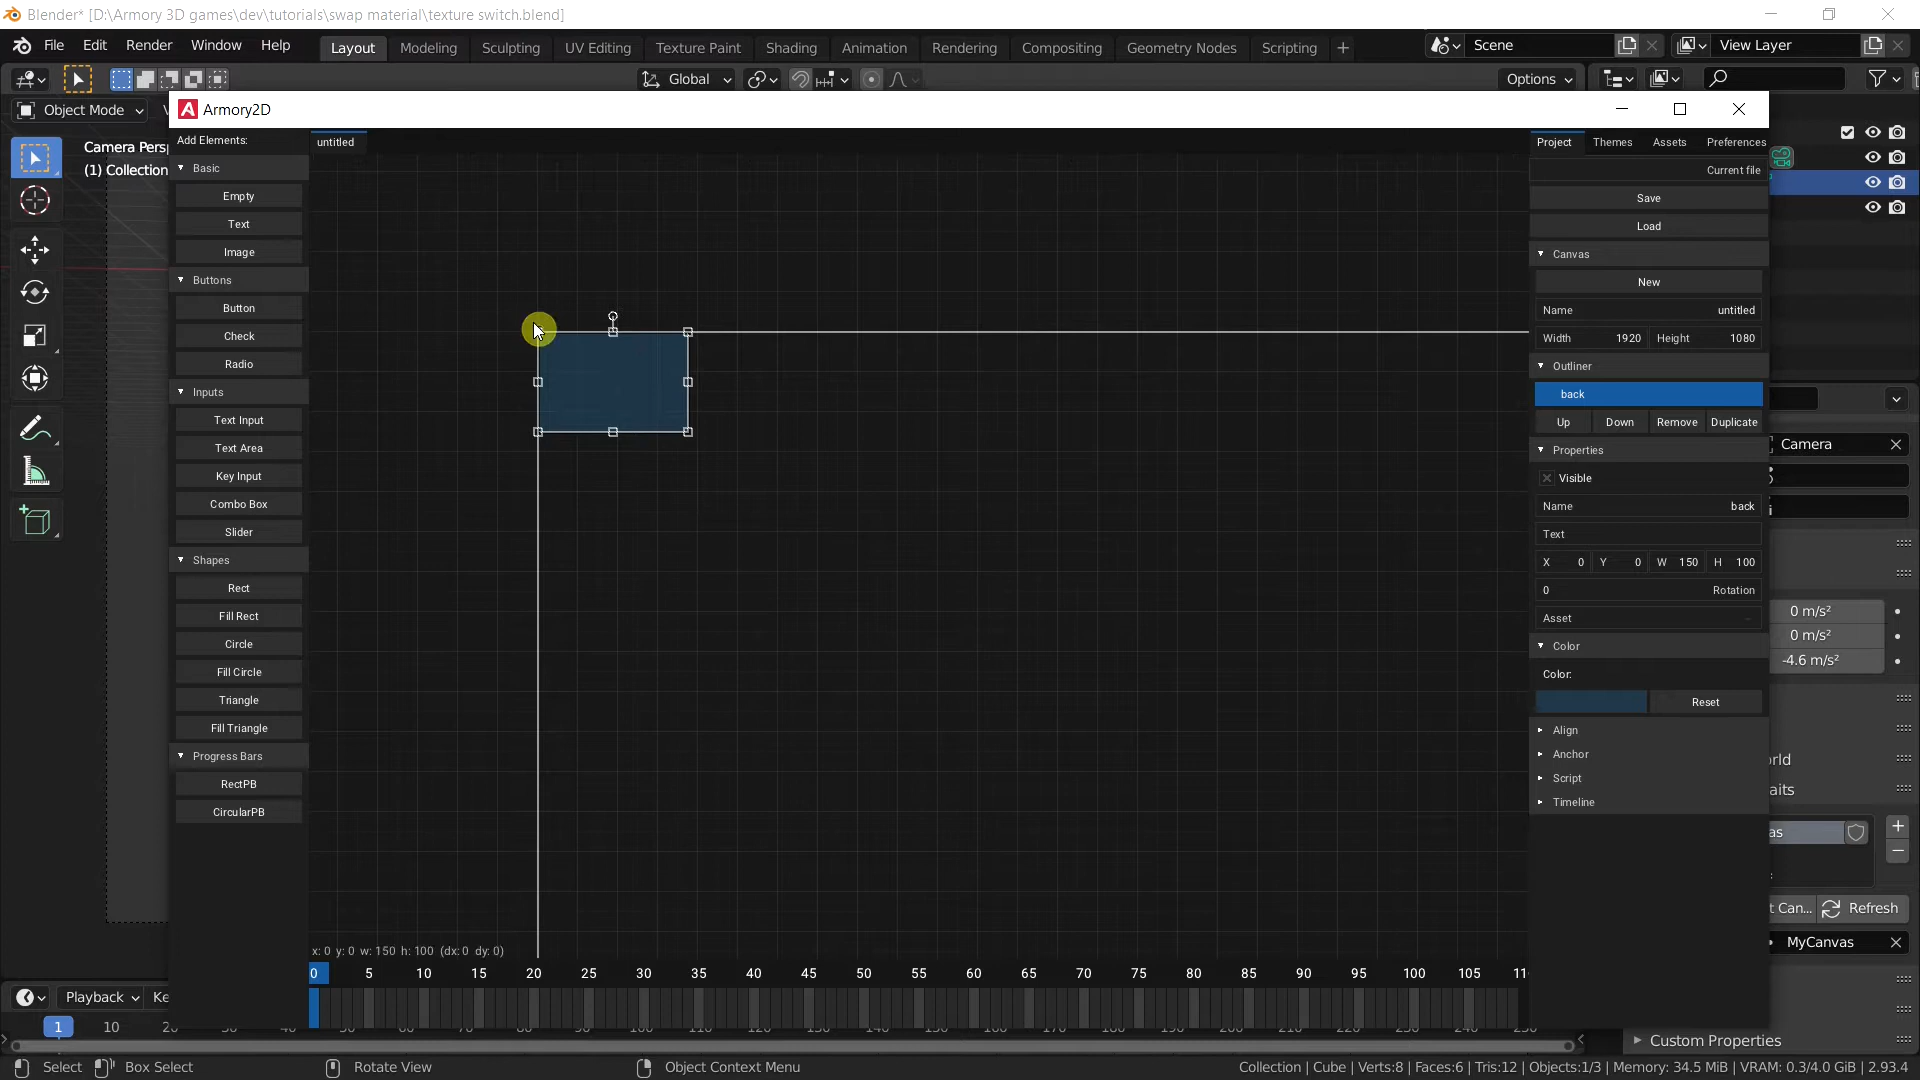 Blender* [D:\Armory 3D games\dev\tutorials\swap material\texture switch.blend]
File Edit Render Window Help
Layout Modeling Sculpting UV Editing Texture Paint Shading Animation Rendering Compositing Geometry Nodes Scripting +
Scene
View Layer
Global
Options
Object Mode
Armory2D
Camera Persp
(1) Collection
Add Elements:
Basic
Empty
Text
Image
Buttons
Button
Check
Radio
Inputs
Text Input
Text Area
Key Input
Combo Box
Slider
Shapes
Rect
Fill Rect
Circle
Fill Circle
Triangle
Fill Triangle
Progress Bars
RectPB
CircularPB
untitled
x: 0 y: 0 w: 150 h: 100 (dx: 0 dy: 0)
0 5 10 15 20 25 30 35 40 45 50 55 60 65 70 75 80 85 90 95 100 105 11
Project Themes Assets Preferences
Current file
Save
Load
Canvas
New
Name untitled
Width 1920 Height 1080
Outliner
back
Up Down Remove Duplicate
Properties
Visible
Name back
Text
X 0 Y 0 W 150 H 100
0 Rotation
Asset
Color
Color:
Reset
Align
Anchor
Script
Timeline
Camera
0 m/s²
0 m/s²
-4.6 m/s²
rld
aits
as
t Can... Refresh
MyCanvas
Custom Properties
Playback Ke
1 10 20
Select Box Select Rotate View Object Context Menu
Collection | Cube | Verts:8 | Faces:6 | Tris:12 | Objects:1/3 | Memory: 34.5 MiB | VRAM: 0.3/4.0 GiB | 2.93.4